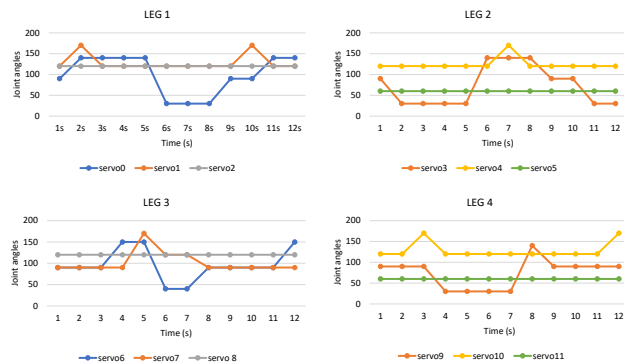 LEG 1
200
150
100
50
0
Joint angles
1s 2s 3s 4s 5s 6s 7s 8s 9s 10s 11s 12s
Time (s)
servo0 servo1 servo2
LEG 2
200
150
100
50
0
Joint angles
1 2 3 4 5 6 7 8 9 10 11 12
Time (s)
servo3 servo4 servo5
LEG 3
200
150
100
50
0
Joint angles
1 2 3 4 5 6 7 8 9 10 11 12
Time (s)
servo6 servo7 servo 8
LEG 4
200
150
100
50
0
Joint angles
1 2 3 4 5 6 7 8 9 10 11 12
Time (s)
servo9 servo10 servo11